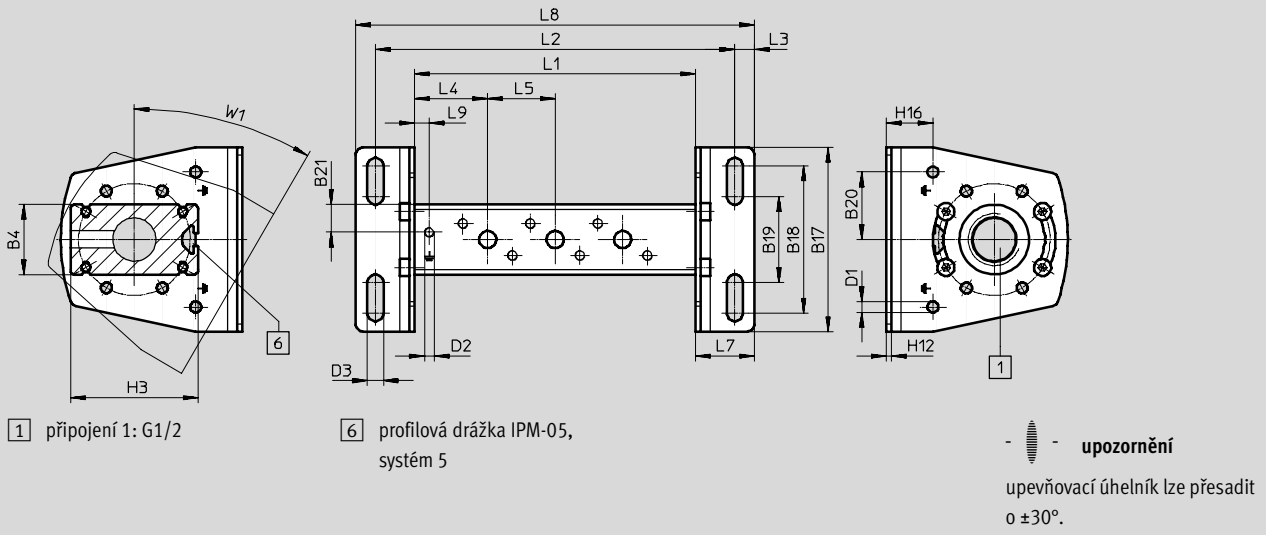 L8
L2
L3
L1
L4
L5
L9
W1
B21
B4
H3
6
D3
D2
L7
B19
B18
B17
H16
B20
D1
H12
1
1 připojení 1: G1/2
6 profilová drážka IPM-05,
systém 5
- - upozornění
upevňovací úhelník lze přesadit
o ±30°.